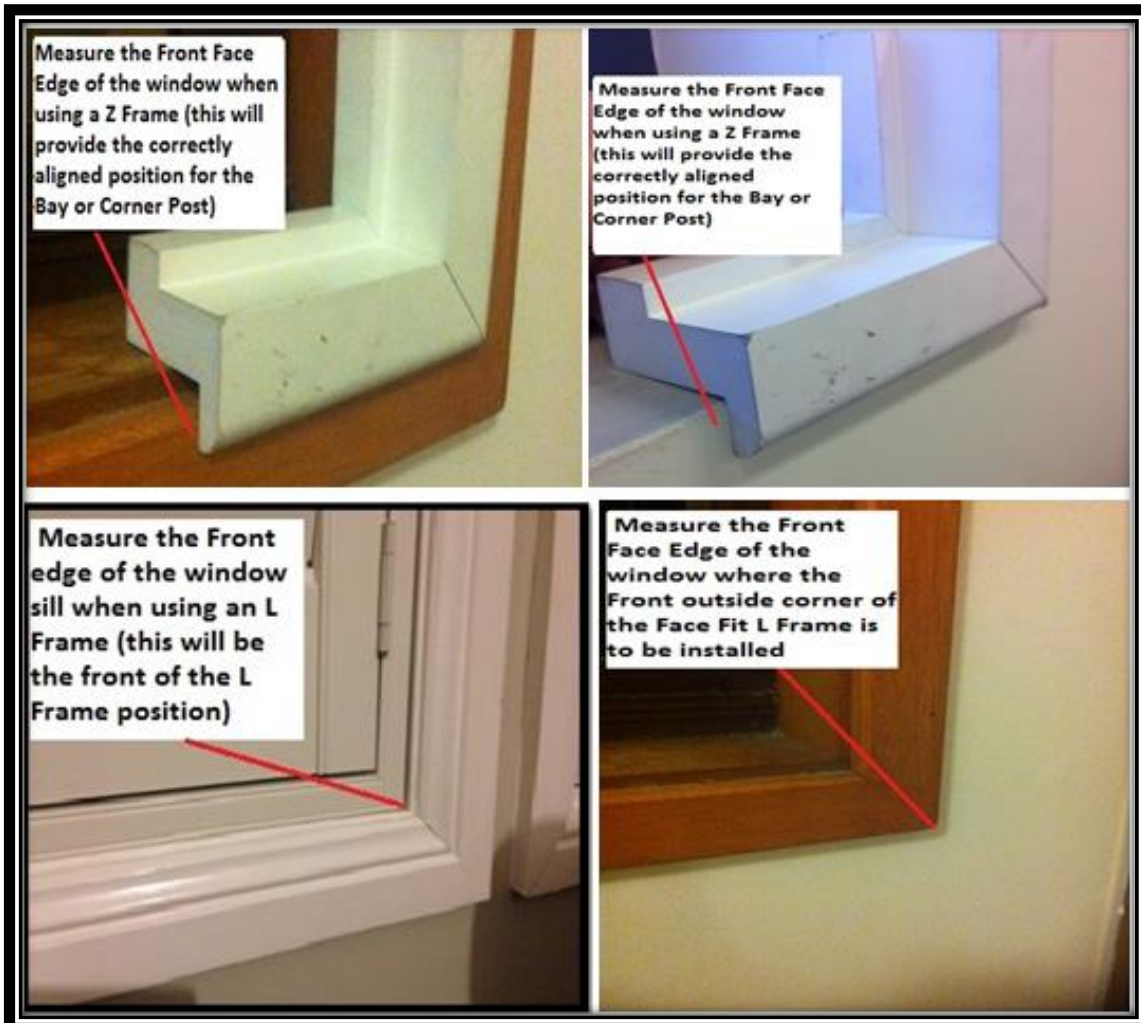 Measure the Front Face
Edge of the window when
using a Z Frame (this will
provide the correctly
aligned position for the
Bay or Corner Post)
Measure the Front Face
Edge of the window
when using a Z Frame
(this will provide the
correctly aligned
position for the Bay or
Corner Post)
Measure the Front
edge of the window
sill when using an L
Frame (this will be
the front of the L
Frame position)
Measure the Front
Face Edge of the
window where the
Front outside corner of
the Face Fit L Frame is
to be installed